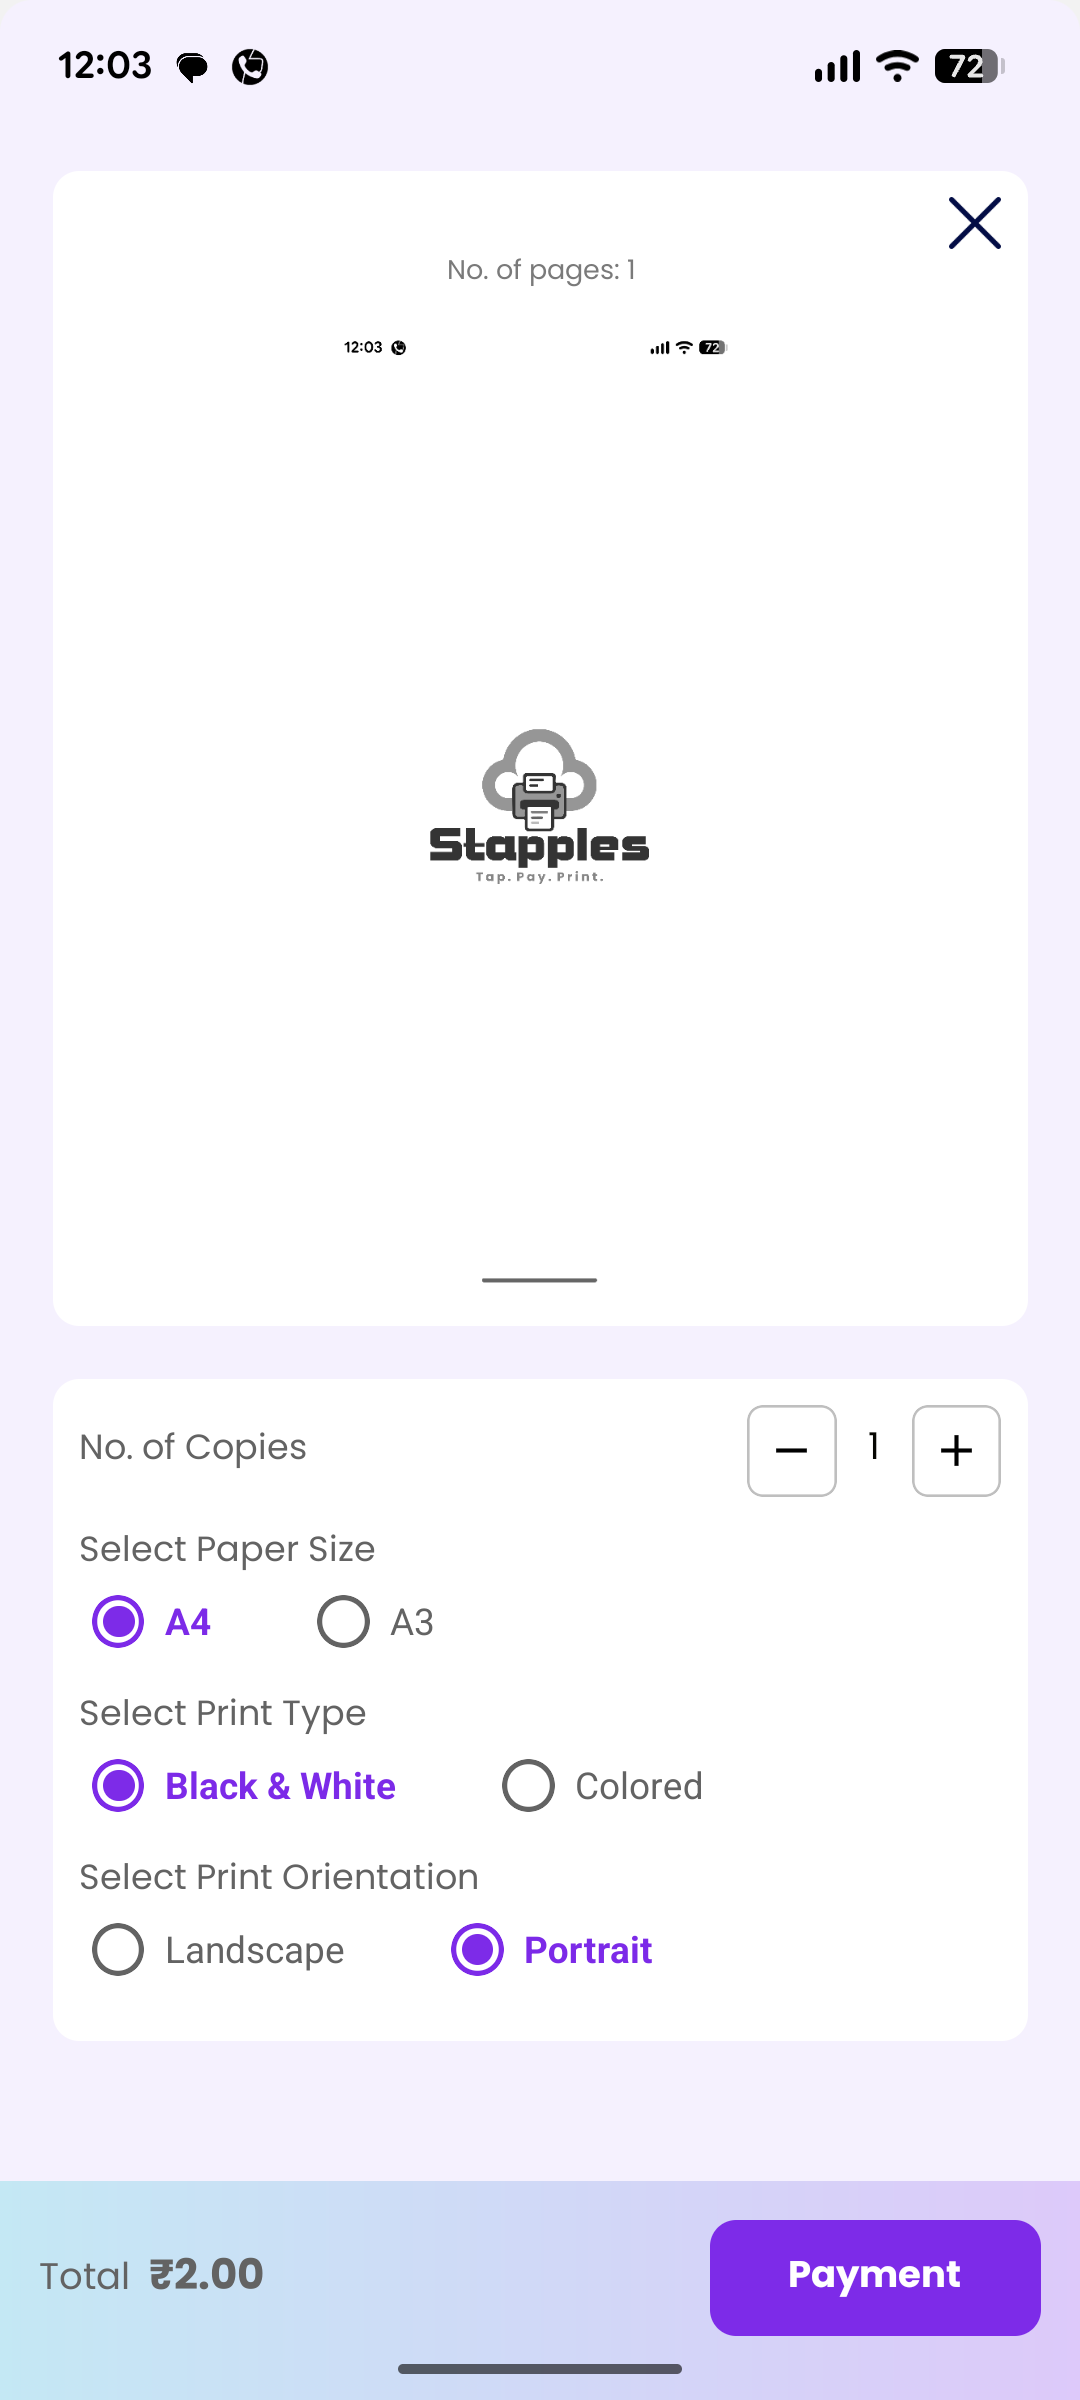 12:03
72
No. of pages: 1
12:03
72
Stapples
Tap. Pay. Print.
No. of Copies
1
Select Paper Size
A4
A3
Select Print Type
Black & White
Colored
Select Print Orientation
Landscape
Portrait
Total ₹2.00
Payment